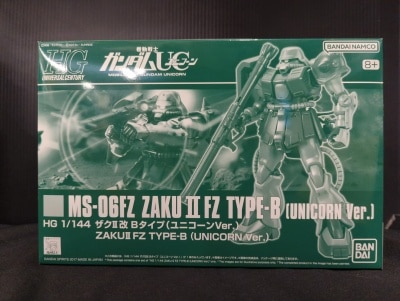 HG
UNIVERSAL CENTURY
機動戦士
ガンダムUC
MOBILE SUIT GUNDAM UNICORN
BANDAI NAMCO
8+
MS-06FZ ZAKU II FZ TYPE-B (UNICORN Ver.)
HG 1/144 ザクII改 Bタイプ(ユニコーンVer.)
ZAKU II FZ TYPE-B (UNICORN Ver.)
BANDAI